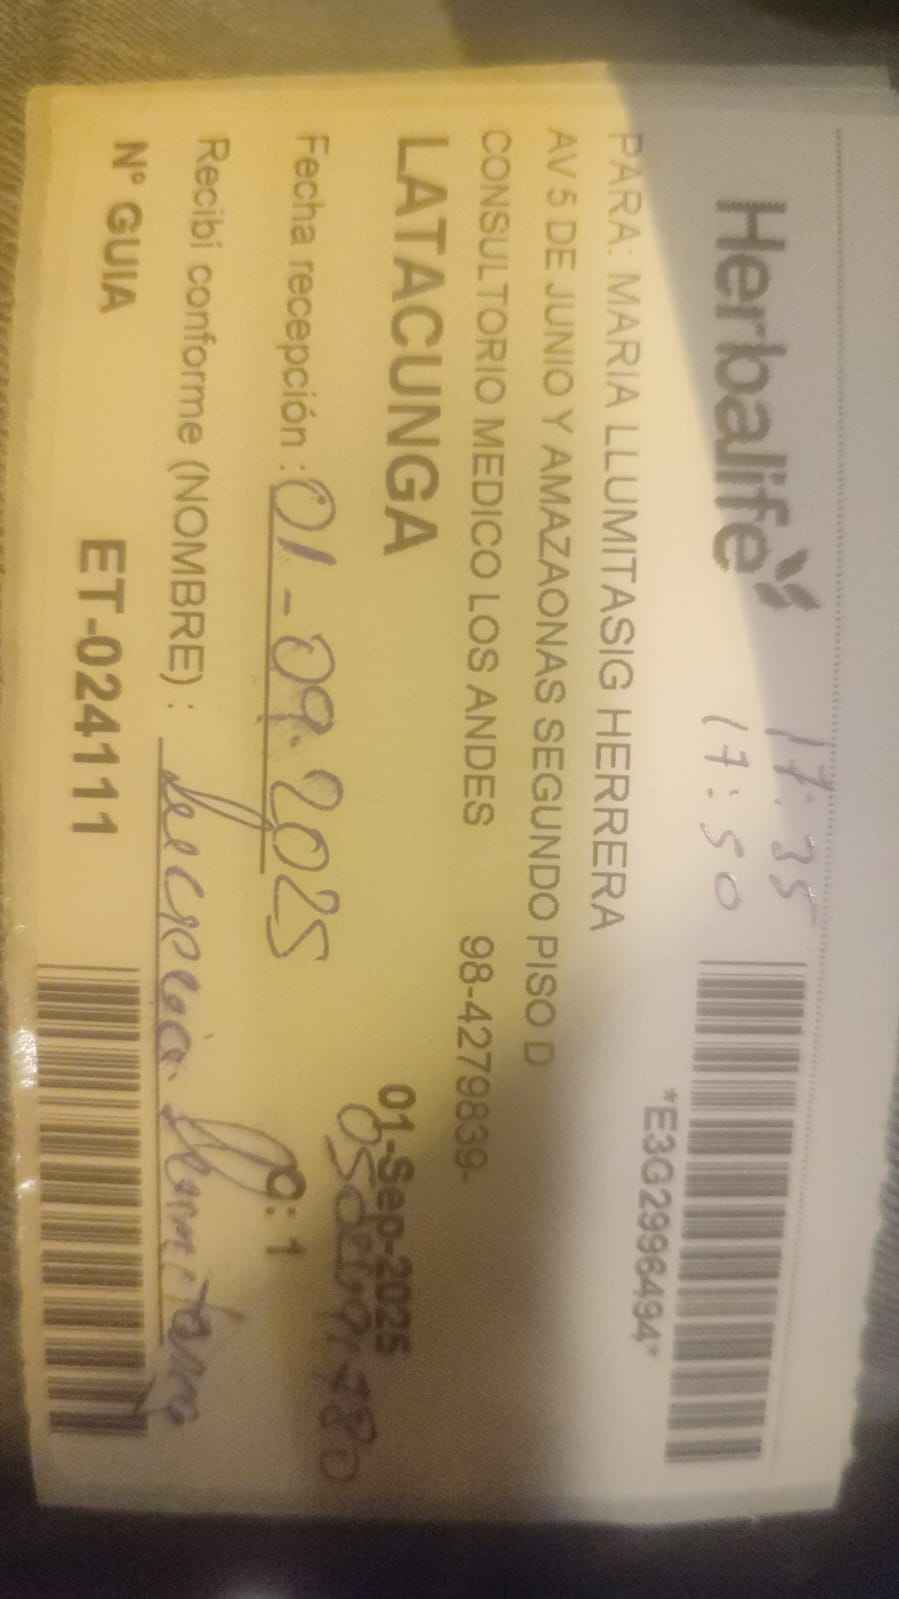 Herbalife
17:35
17:50
*E3G2996494*
PARA: MARIA LLUMITASIG HERRERA
AV 5 DE JUNIO Y AMAZAONAS SEGUNDO PISO D
CONSULTORIO MEDICO LOS ANDES 98-4279839-
LATACUNGA 01-Sep-2025
Fecha recepción : 01-09-2025
: 1
Recibí conforme (NOMBRE) :
Nº GUIA ET-024111